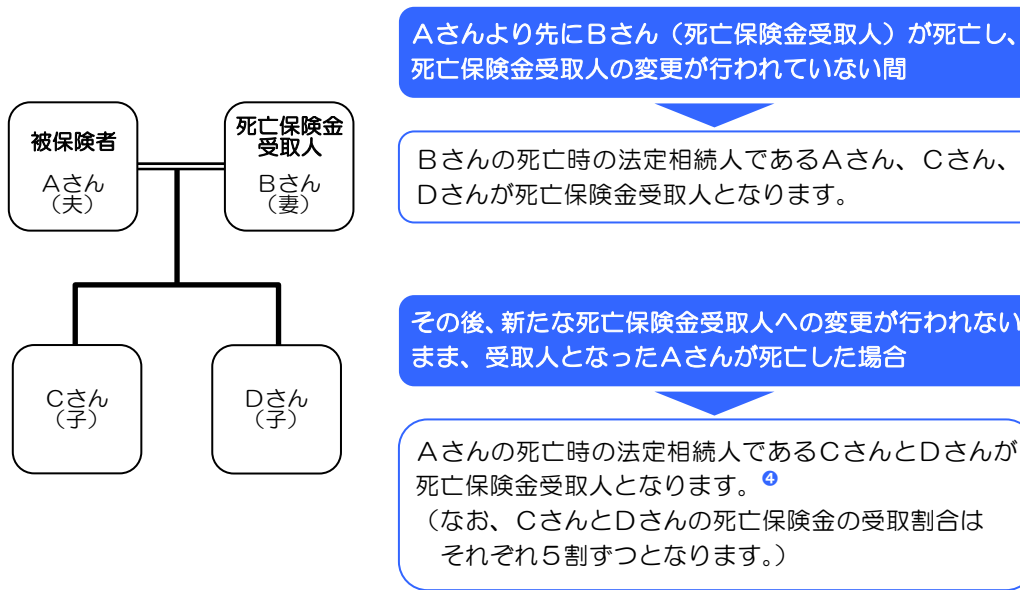 被保険者
Aさん
（夫）
死亡保険金
受取人
Bさん
（妻）
Cさん
（子）
Dさん
（子）
Aさんより先にBさん（死亡保険金受取人）が死亡し、
死亡保険金受取人の変更が行われていない間
Bさんの死亡時の法定相続人であるAさん、Cさん、
Dさんが死亡保険金受取人となります。
その後、新たな死亡保険金受取人への変更が行われない
まま、受取人となったAさんが死亡した場合
Aさんの死亡時の法定相続人であるCさんとDさんが
死亡保険金受取人となります。❹
（なお、CさんとDさんの死亡保険金の受取割合は
それぞれ５割ずつとなります。）